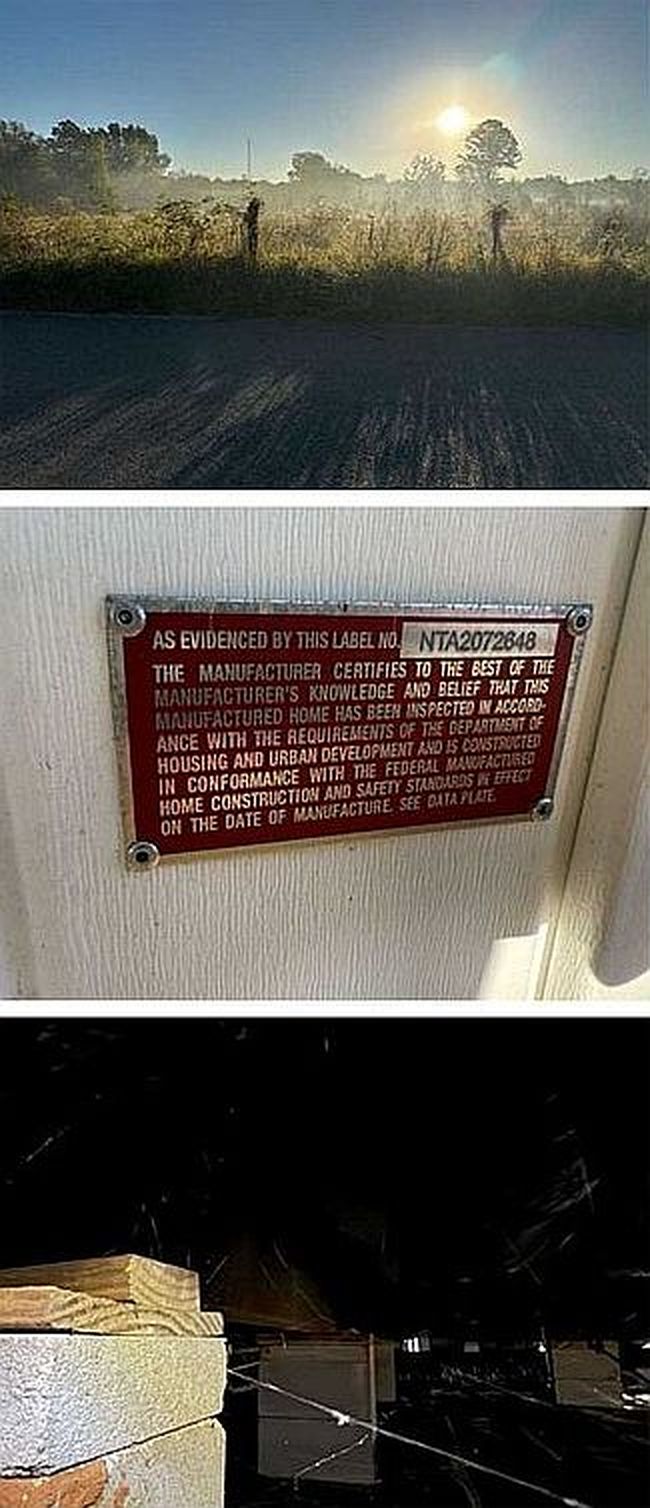 AS EVIDENCED BY THIS LABEL NO. NTA2072648
THE MANUFACTURER CERTIFIES TO THE BEST OF THE
MANUFACTURER'S KNOWLEDGE AND BELIEF THAT THIS
MANUFACTURED HOME HAS BEEN INSPECTED IN ACCORD-
ANCE WITH THE REQUIREMENTS OF THE DEPARTMENT OF
HOUSING AND URBAN DEVELOPMENT AND IS CONSTRUCTED
IN CONFORMANCE WITH THE FEDERAL MANUFACTURED
HOME CONSTRUCTION AND SAFETY STANDARDS IN EFFECT
ON THE DATE OF MANUFACTURE. SEE DATA PLATE.